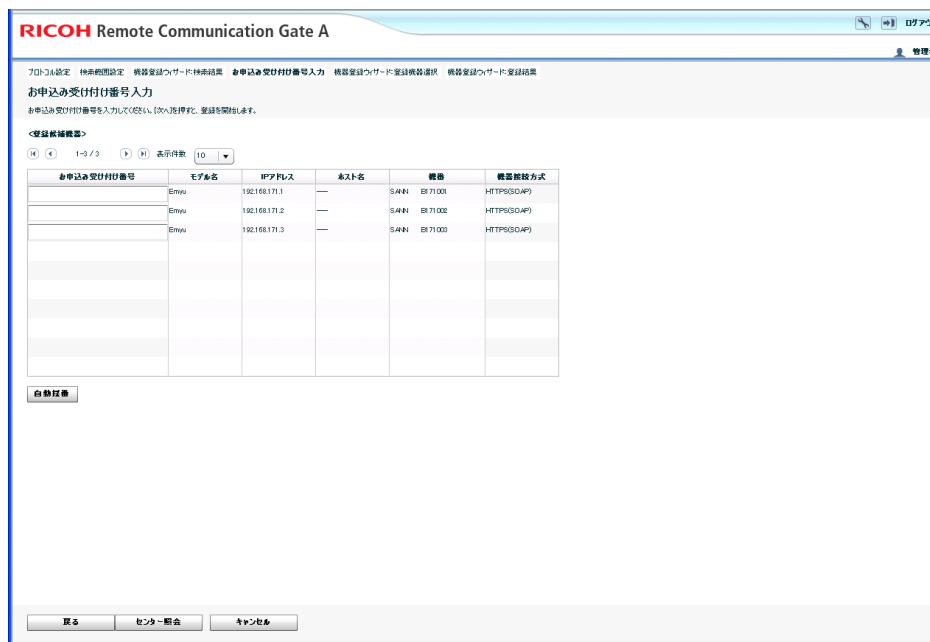 RICOH Remote Communication Gate A
ログアウ
管理
プロトコル設定 検索範囲設定 機器登録ウィザード:検索結果 お申込み受け付け番号入力 機器登録ウィザード:登録機器選択 機器登録ウィザード:登録結果
お申込み受け付け番号入力
お申込み受け付け番号を入力してください。[次へ]を押すと、登録を開始します。
<登録候補機器>
1-3 / 3 表示件数 10
お申込み受け付け番号 モデル名 IPアドレス ホスト名 機番 機器接続方式
Emyu 192.168.171.1 ---- SANN B171001 HTTPS(SOAP)
Emyu 192.168.171.2 ---- SANN B171002 HTTPS(SOAP)
Emyu 192.168.171.3 ---- SANN B171003 HTTPS(SOAP)
自動採番
戻る センター照会 キャンセル